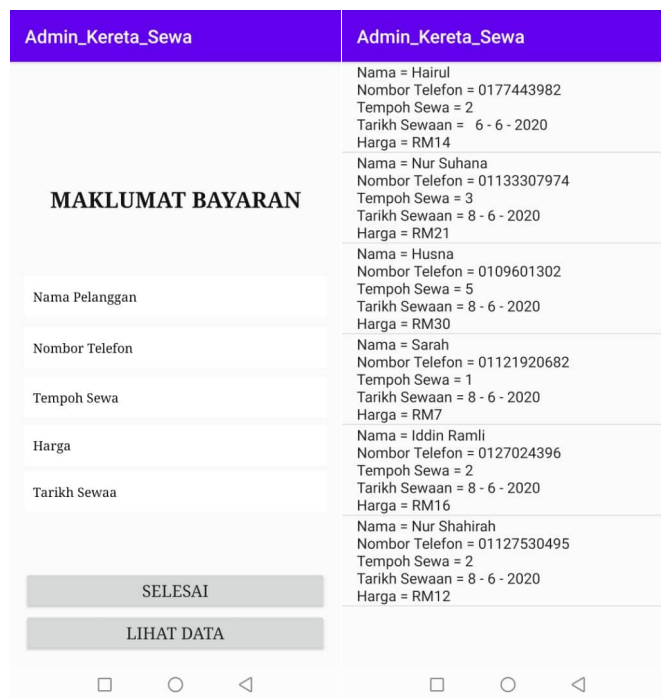 Admin_Kereta_Sewa
MAKLUMAT BAYARAN
Nama Pelanggan
Nombor Telefon
Tempoh Sewa
Harga
Tarikh Sewaa
SELESAI
LIHAT DATA
Admin_Kereta_Sewa
Nama = Hairul
Nombor Telefon = 0177443982
Tempoh Sewa = 2
Tarikh Sewaan =   6 - 6 - 2020
Harga = RM14
Nama = Nur Suhana
Nombor Telefon = 01133307974
Tempoh Sewa = 3
Tarikh Sewaan = 8 - 6 - 2020
Harga = RM21
Nama = Husna
Nombor Telefon = 0109601302
Tempoh Sewa = 5
Tarikh Sewaan = 8 - 6 - 2020
Harga = RM30
Nama = Sarah
Nombor Telefon = 01121920682
Tempoh Sewa = 1
Tarikh Sewaan = 8 - 6 - 2020
Harga = RM7
Nama = Iddin Ramli
Nombor Telefon = 0127024396
Tempoh Sewa = 2
Tarikh Sewaan = 8 - 6 - 2020
Harga = RM16
Nama = Nur Shahirah
Nombor Telefon = 01127530495
Tempoh Sewa = 2
Tarikh Sewaan = 8 - 6 - 2020
Harga = RM12